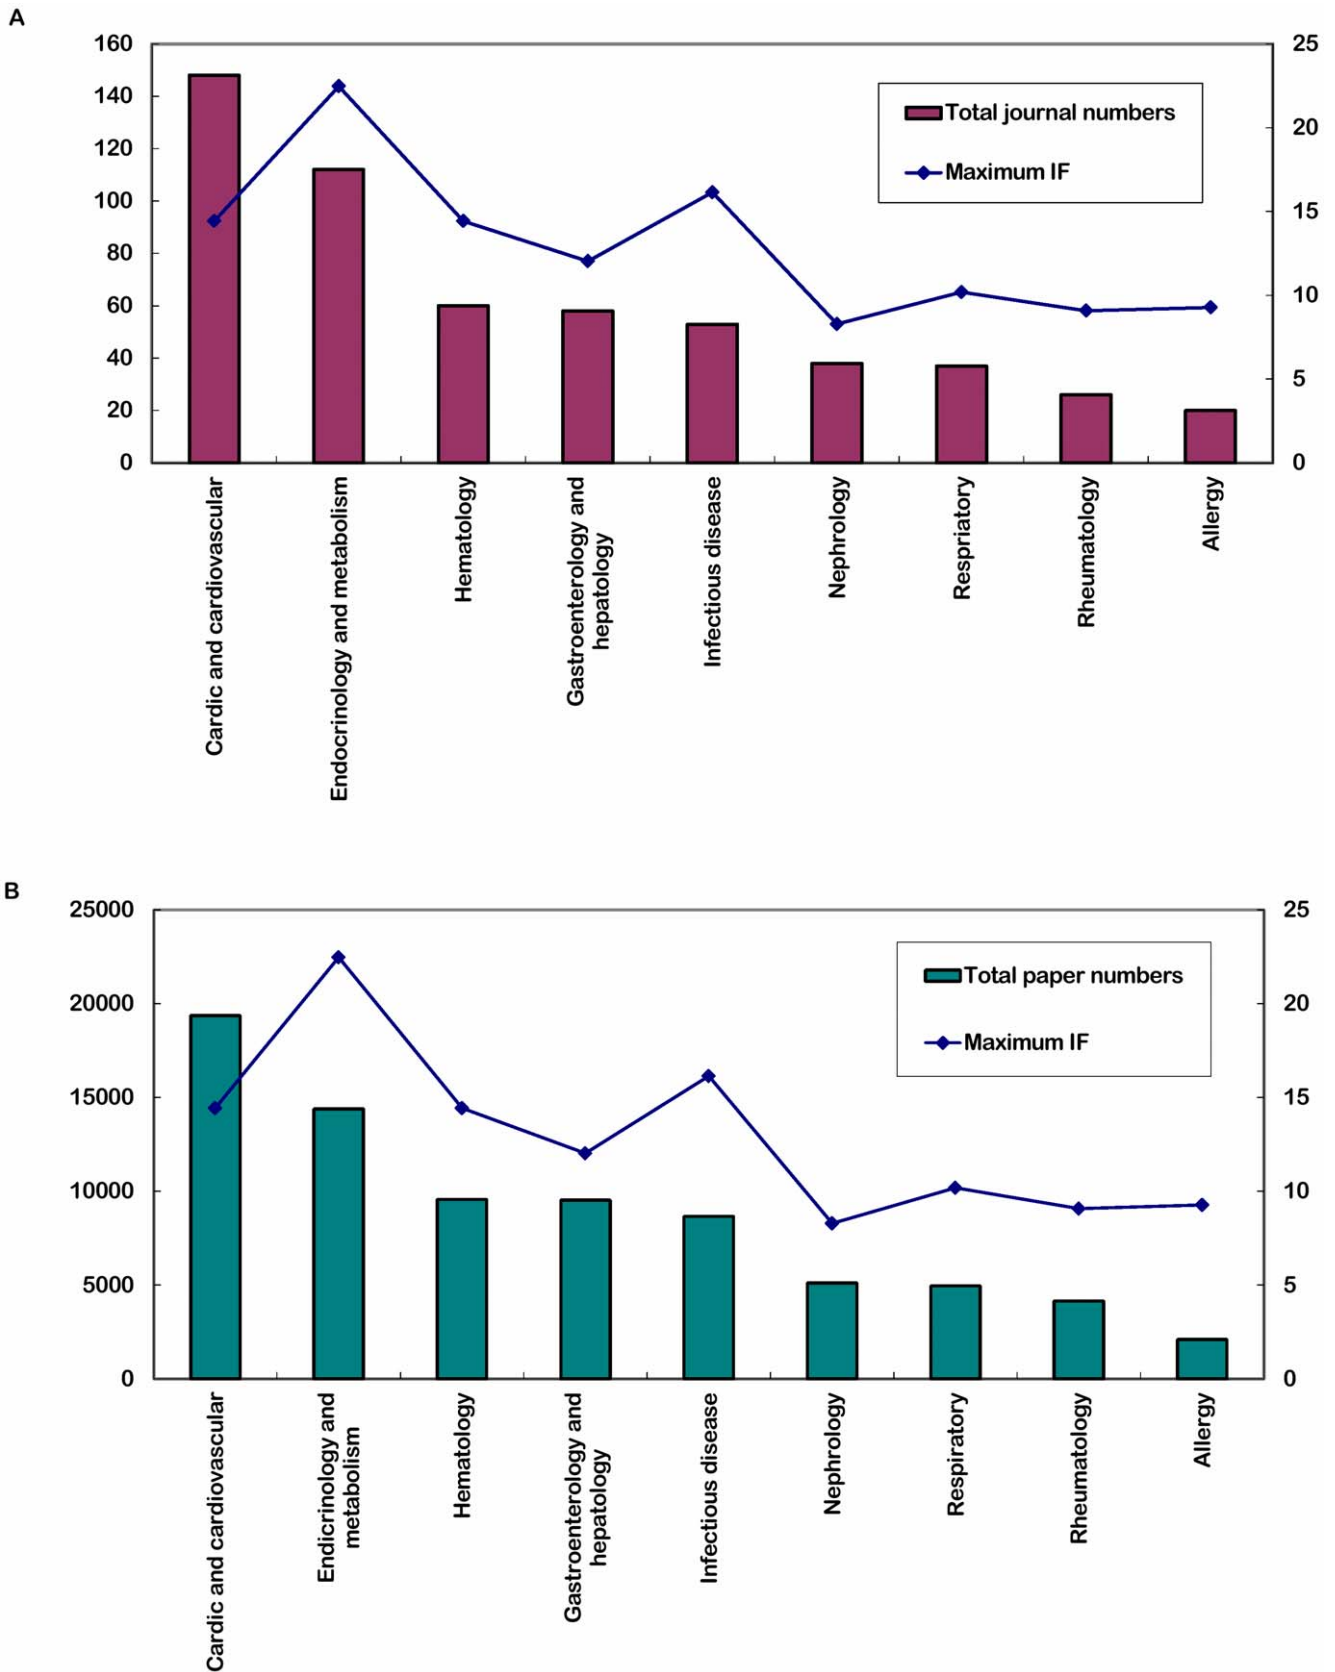 A
160
140
120
100
80
60
40
20
0
25
20
15
10
5
0
Total journal numbers
Maximum IF
Cardic and cardiovascular
Endocrinology and metabolism
Hematology
Gastroenterology and
hepatology
Infectious disease
Nephrology
Respriatory
Rheumatology
Allergy
B
25000
20000
15000
10000
5000
0
25
20
15
10
5
0
Total paper numbers
Maximum IF
Cardic and cardiovascular
Endicrinology and
metabolism
Hematology
Gastroenterology and
hepatology
Infectious disease
Nephrology
Respiratory
Rheumatology
Allergy